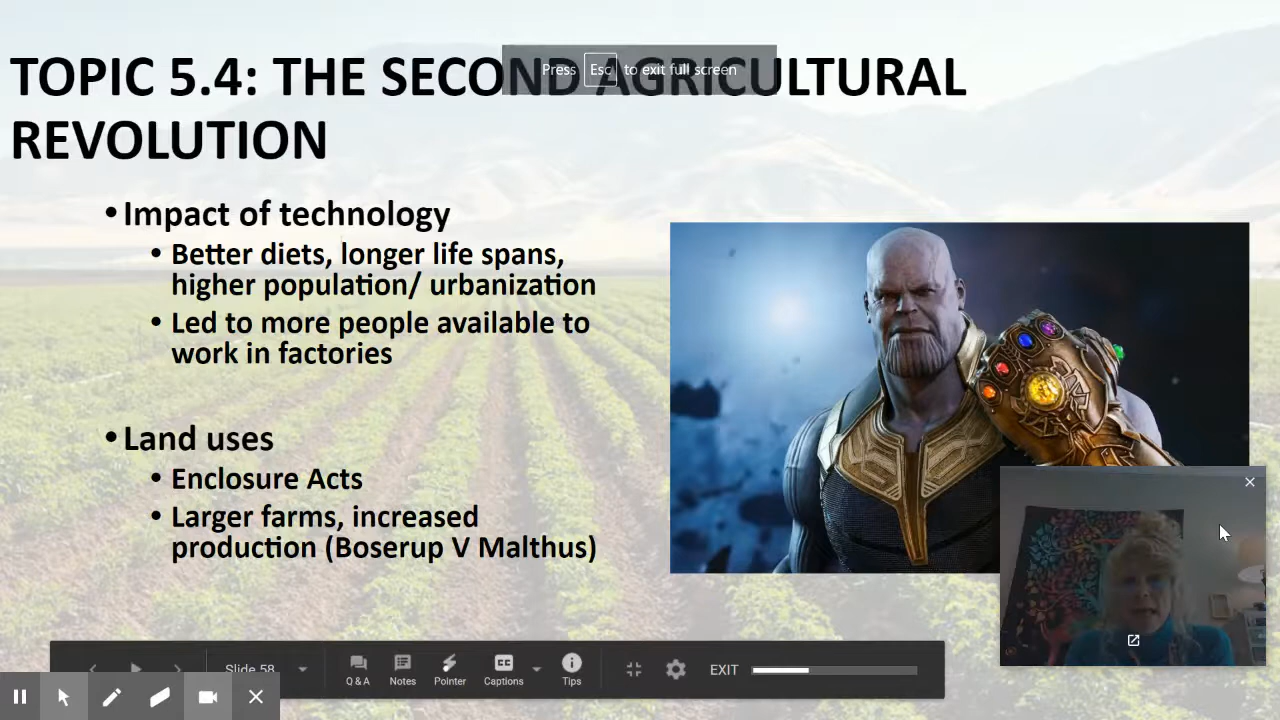 TOPIC 5.4: THE SECOND AGRICULTURAL
REVOLUTION
Press Esc to exit full screen
• Impact of technology
• Better diets, longer life spans,
higher population/ urbanization
• Led to more people available to
work in factories
• Land uses
• Enclosure Acts
• Larger farms, increased
production (Boserup V Malthus)
Slide 58
Q & A
Notes
Pointer
CC
Captions
Tips
EXIT